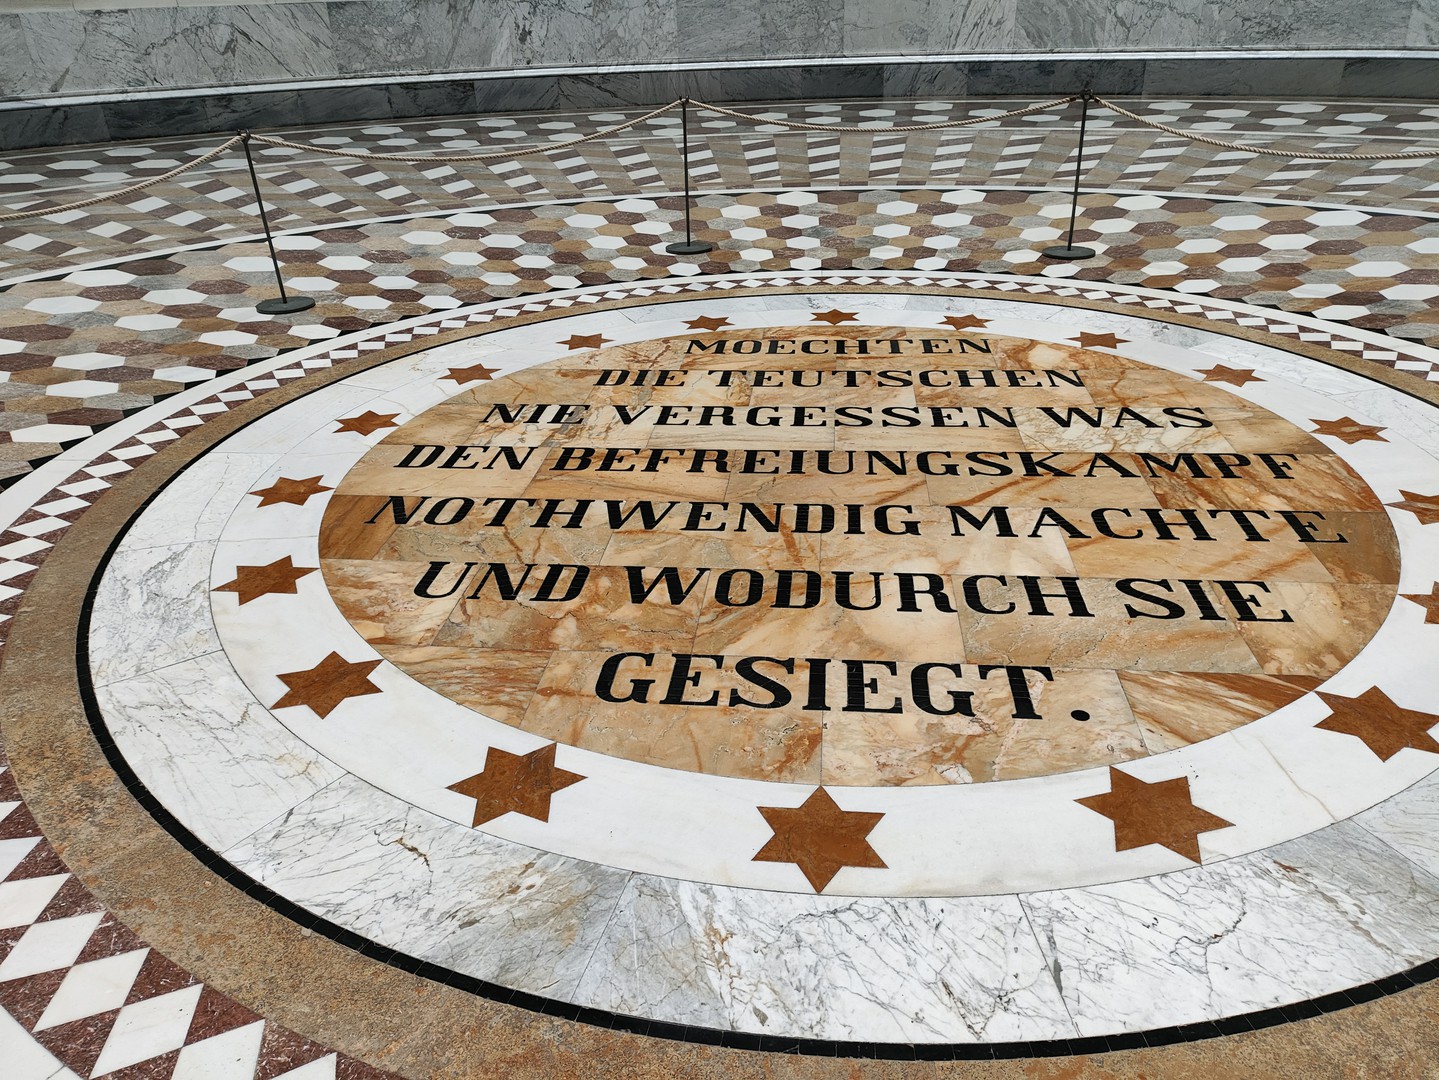 MOECHTEN
DIE TEUTSCHEN
NIE VERGESSEN WAS
DEN BEFREIUNGSKAMPF
NOTHWENDIG MACHTE
UND WODURCH SIE
GESIEGT.